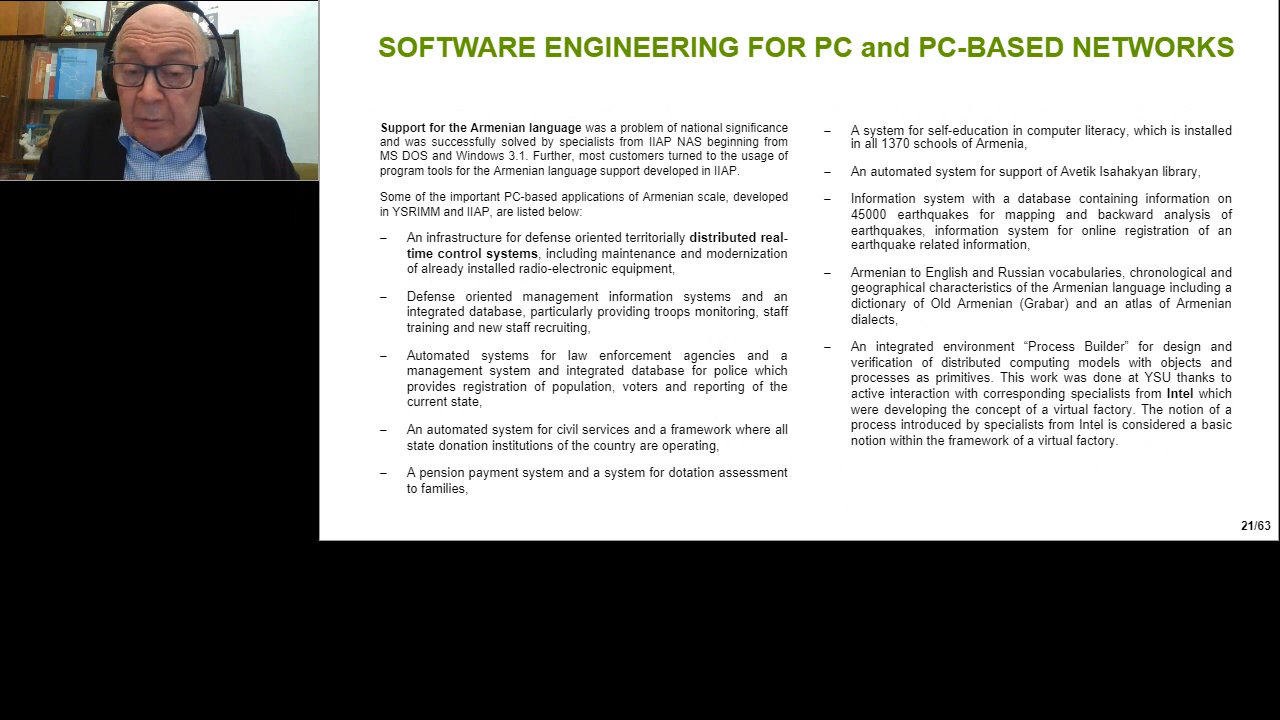 SOFTWARE ENGINEERING FOR PC and PC-BASED NETWORKS
Support for the Armenian language was a problem of national significance
and was successfully solved by specialists from IIAP NAS beginning from
MS DOS and Windows 3.1. Further, most customers turned to the usage of
program tools for the Armenian language support developed in IIAP.
Some of the important PC-based applications of Armenian scale, developed
in YSRIMM and IIAP, are listed below:
– An infrastructure for defense oriented territorially distributed real-
time control systems, including maintenance and modernization
of already installed radio-electronic equipment,
– Defense oriented management information systems and an
integrated database, particularly providing troops monitoring, staff
training and new staff recruiting,
– Automated systems for law enforcement agencies and a
management system and integrated database for police which
provides registration of population, voters and reporting of the
current state,
– An automated system for civil services and a framework where all
state donation institutions of the country are operating,
– A pension payment system and a system for dotation assessment
to families,
– A system for self-education in computer literacy, which is installed
in all 1370 schools of Armenia,
– An automated system for support of Avetik Isahakyan library,
– Information system with a database containing information on
45000 earthquakes for mapping and backward analysis of
earthquakes, information system for online registration of an
earthquake related information,
– Armenian to English and Russian vocabularies, chronological and
geographical characteristics of the Armenian language including a
dictionary of Old Armenian (Grabar) and an atlas of Armenian
dialects,
– An integrated environment “Process Builder” for design and
verification of distributed computing models with objects and
processes as primitives. This work was done at YSU thanks to
active interaction with corresponding specialists from Intel which
were developing the concept of a virtual factory. The notion of a
process introduced by specialists from Intel is considered a basic
notion within the framework of a virtual factory.
21/63